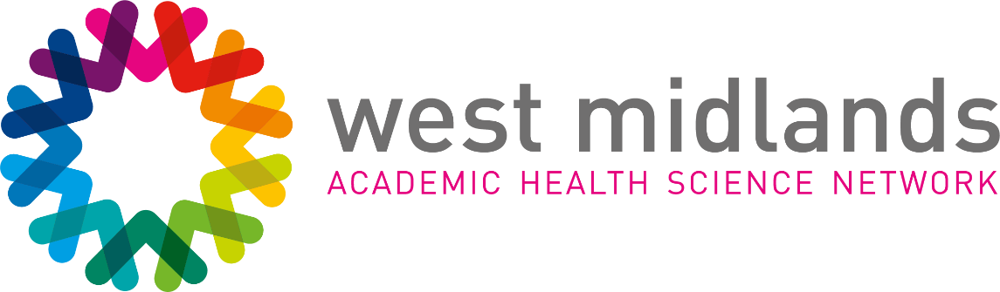 west midlands
ACADEMIC HEALTH SCIENCE NETWORK